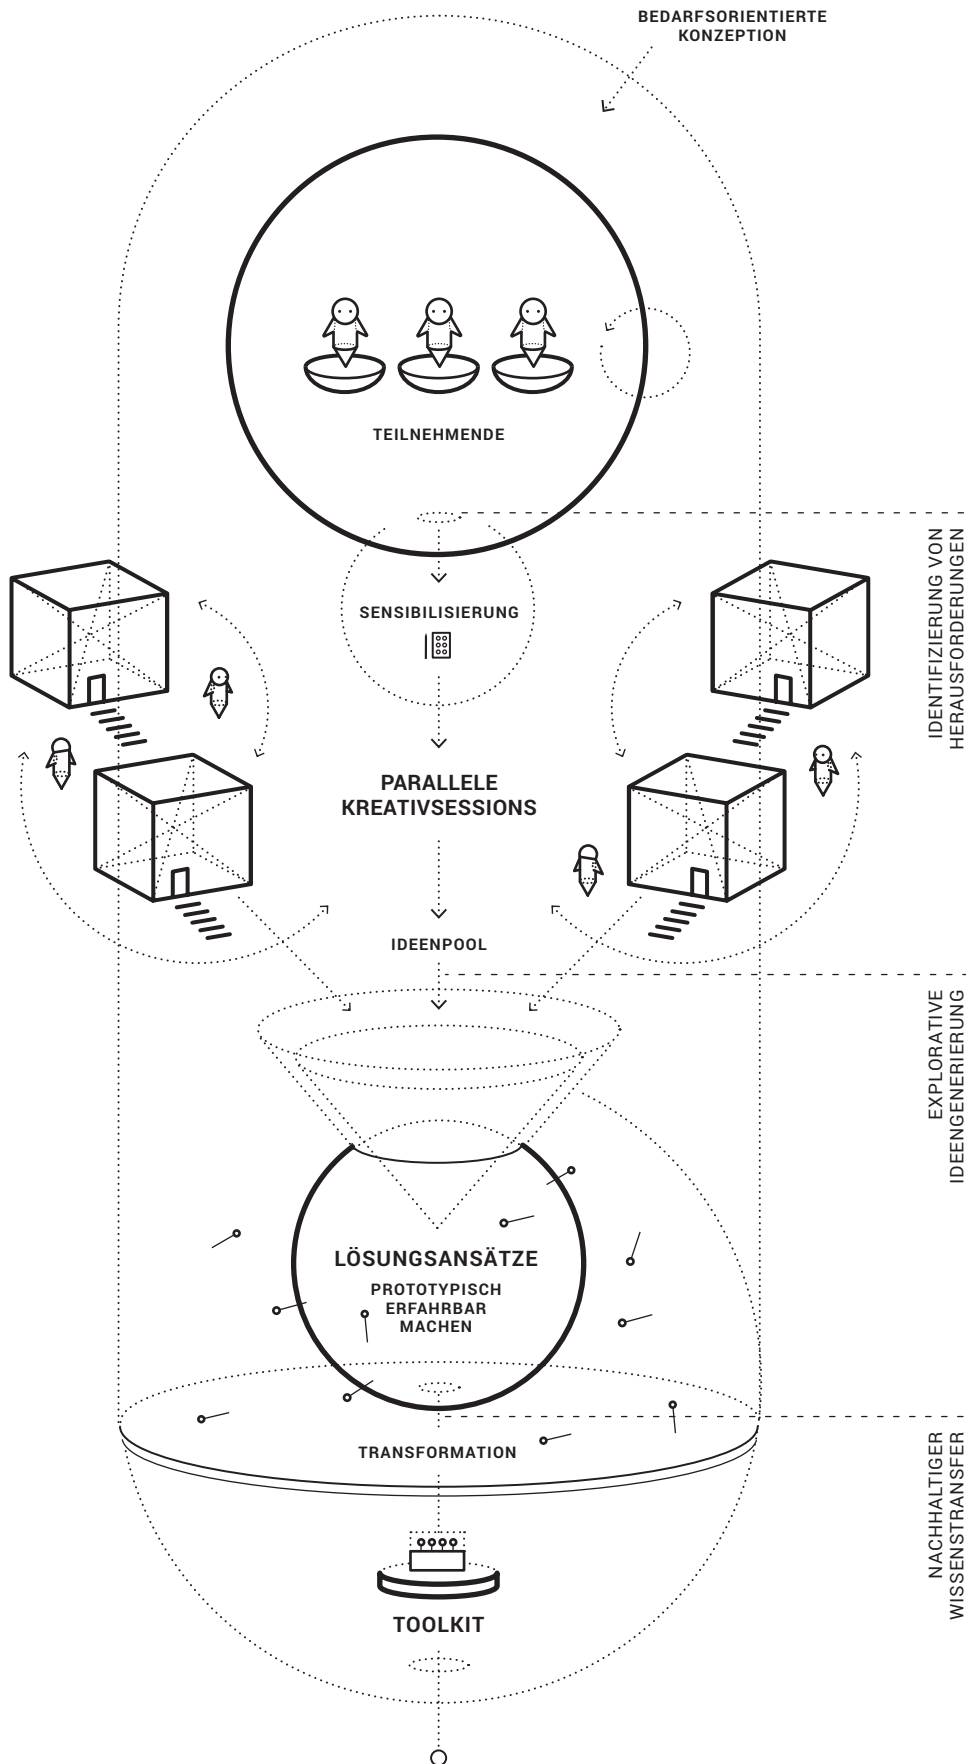 BEDARFSORIENTIERTE
KONZEPTION
TEILNEHMENDE
IDENTIFIZIERUNG VON
HERAUSFORDERUNGEN
SENSIBILISIERUNG
PARALLELE
KREATIVSESSIONS
IDEENPOOL
EXPLORATIVE
IDEENGENERIERUNG
LÖSUNGSANSÄTZE
PROTOTYPISCH
ERFAHRBAR
MACHEN
TRANSFORMATION
NACHHALTIGER
WISSENSTRANSFER
TOOLKIT